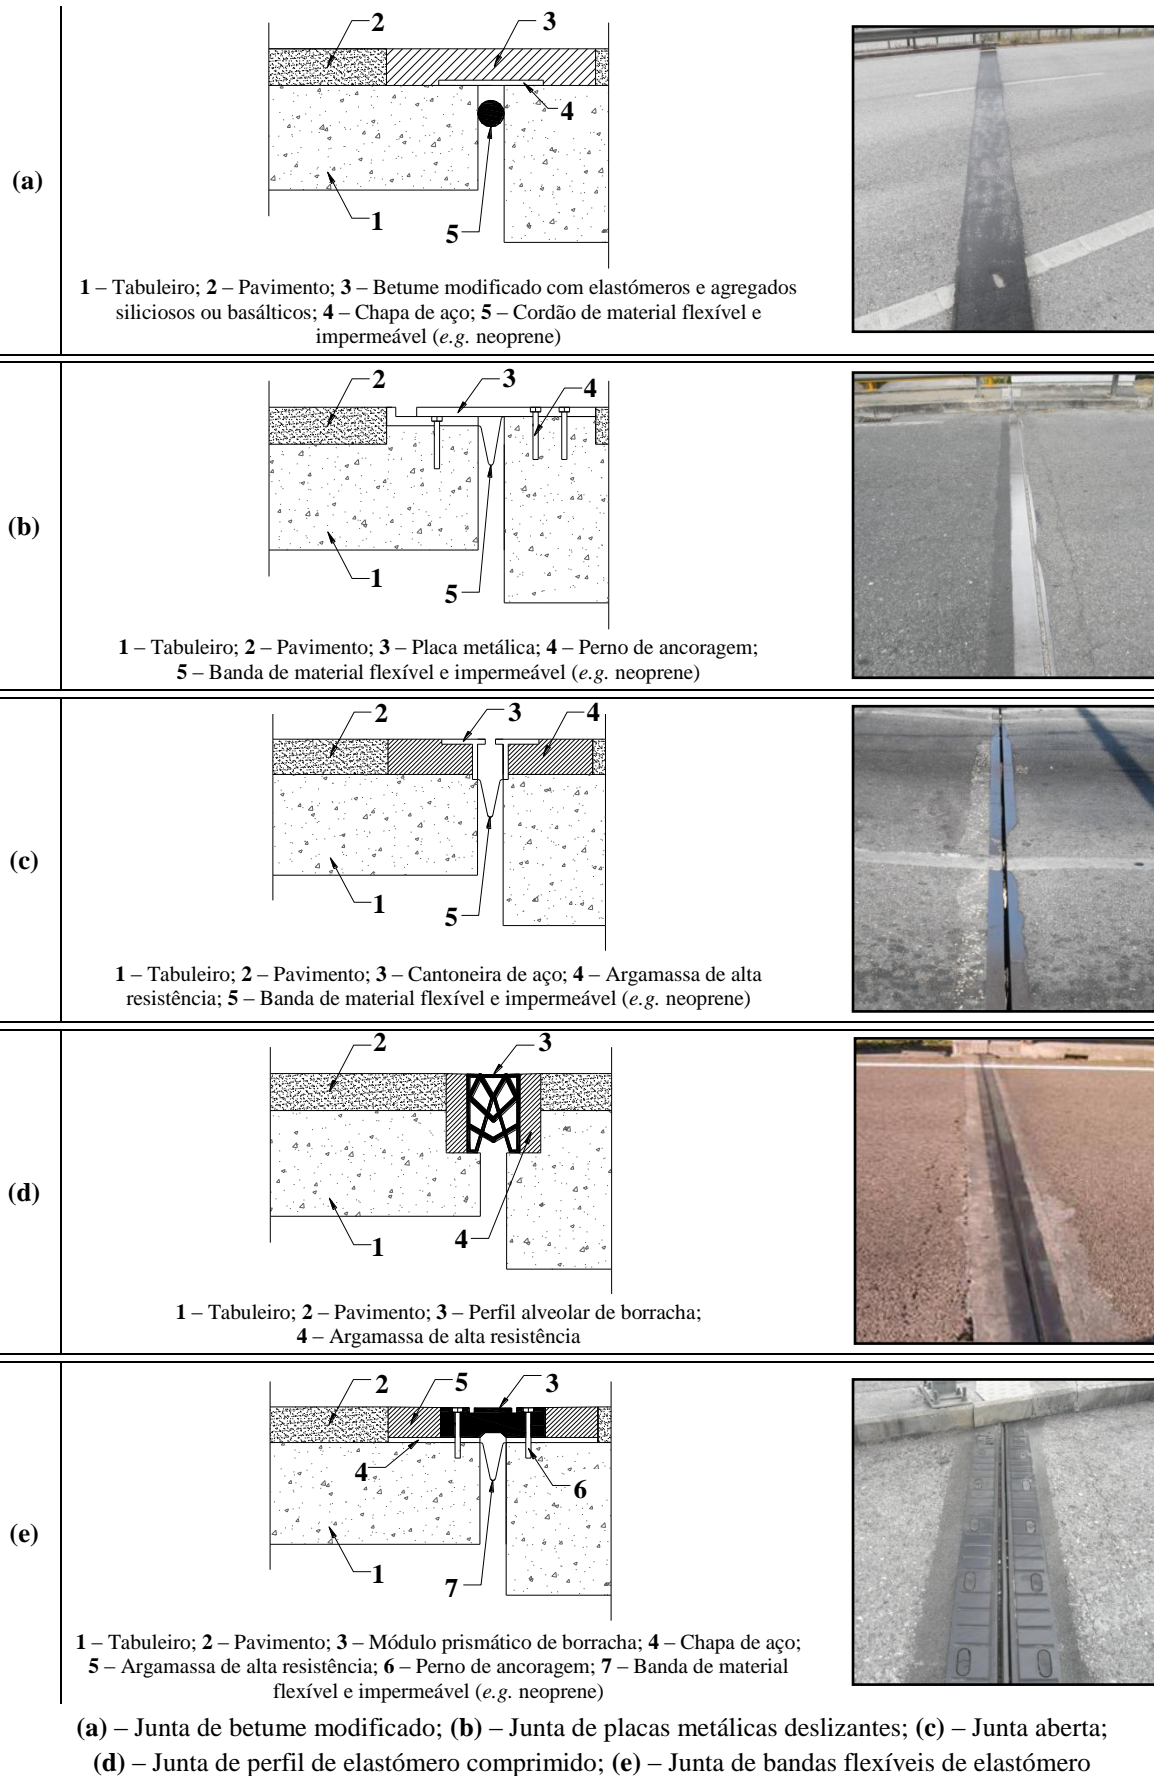 2
3
4
(a)
1
5
1 – Tabuleiro; 2 – Pavimento; 3 – Betume modificado com elastómeros e agregados
siliciosos ou basálticos; 4 – Chapa de aço; 5 – Cordão de material flexível e
impermeável (e.g. neoprene)
2
3
4
(b)
1
5
1 – Tabuleiro; 2 – Pavimento; 3 – Placa metálica; 4 – Perno de ancoragem;
5 – Banda de material flexível e impermeável (e.g. neoprene)
2
3
4
(c)
1
5
1 – Tabuleiro; 2 – Pavimento; 3 – Cantoneira de aço; 4 – Argamassa de alta
resistência; 5 – Banda de material flexível e impermeável (e.g. neoprene)
2
3
(d)
1
4
1 – Tabuleiro; 2 – Pavimento; 3 – Perfil alveolar de borracha;
4 – Argamassa de alta resistência
2
5
3
4
6
(e)
1
7
1 – Tabuleiro; 2 – Pavimento; 3 – Módulo prismático de borracha; 4 – Chapa de aço;
5 – Argamassa de alta resistência; 6 – Perno de ancoragem; 7 – Banda de material
flexível e impermeável (e.g. neoprene)
(a) – Junta de betume modificado; (b) – Junta de placas metálicas deslizantes; (c) – Junta aberta;
(d) – Junta de perfil de elastómero comprimido; (e) – Junta de bandas flexíveis de elastómero